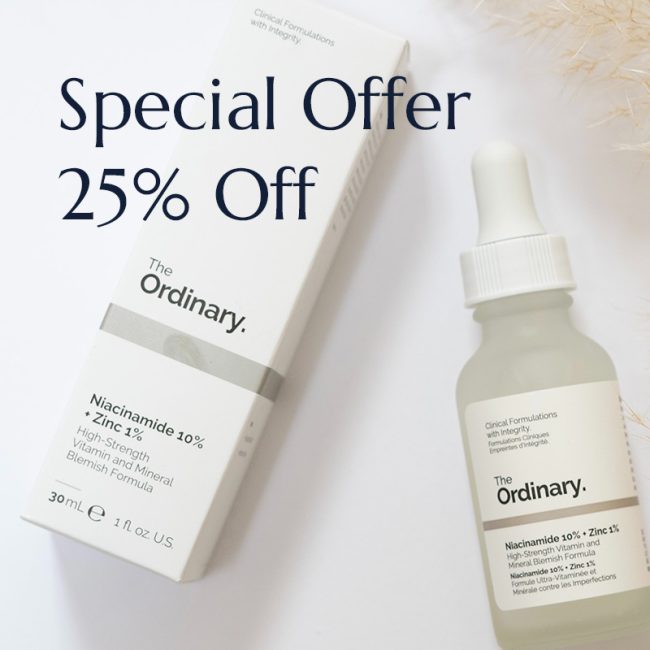 Clinical Formulations
with Integrity.
Special Offer
25% Off
The
Ordinary.
Niacinamide 10%
+ Zinc 1%
High-Strength
Vitamin and Mineral
Blemish Formula
30 mL e 1 fl. oz. U.S.
Clinical Formulations
with Integrity.
Formulations Cliniques
Empreintes d'Intégrité.
The
Ordinary.
Niacinamide 10% + Zinc 1%
High-Strength Vitamin and
Mineral Blemish Formula
Niacinamide 10% + Zinc 1%
Formule Ultra-Vitaminée et
Minérale contre les Imperfections